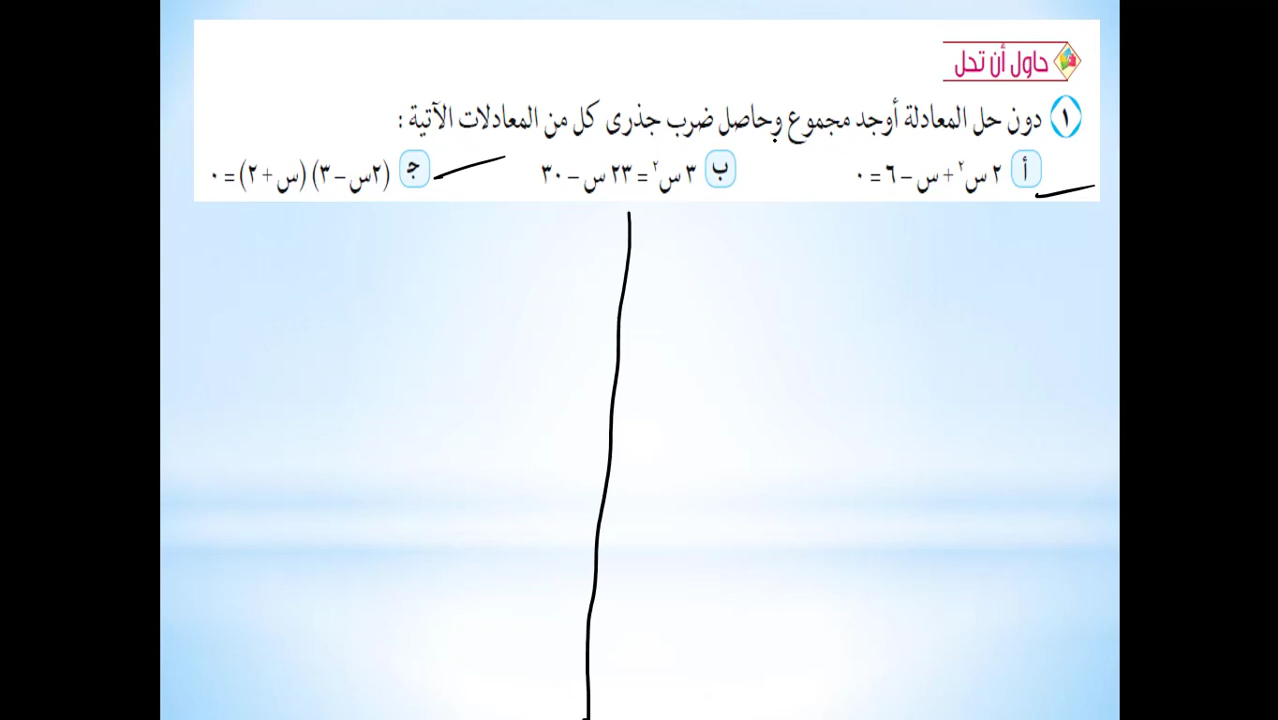 حاول أن تحل
١ دون حل المعادلة أوجد مجموع وحاصل ضرب جذرى كل من المعادلات الآتية :
أ ٢ س٢ + س – ٦ = ٠ ب ٣ س٢ = ٢٣ س – ٣٠ ج (٢س – ٣) (س + ٢) = ٠